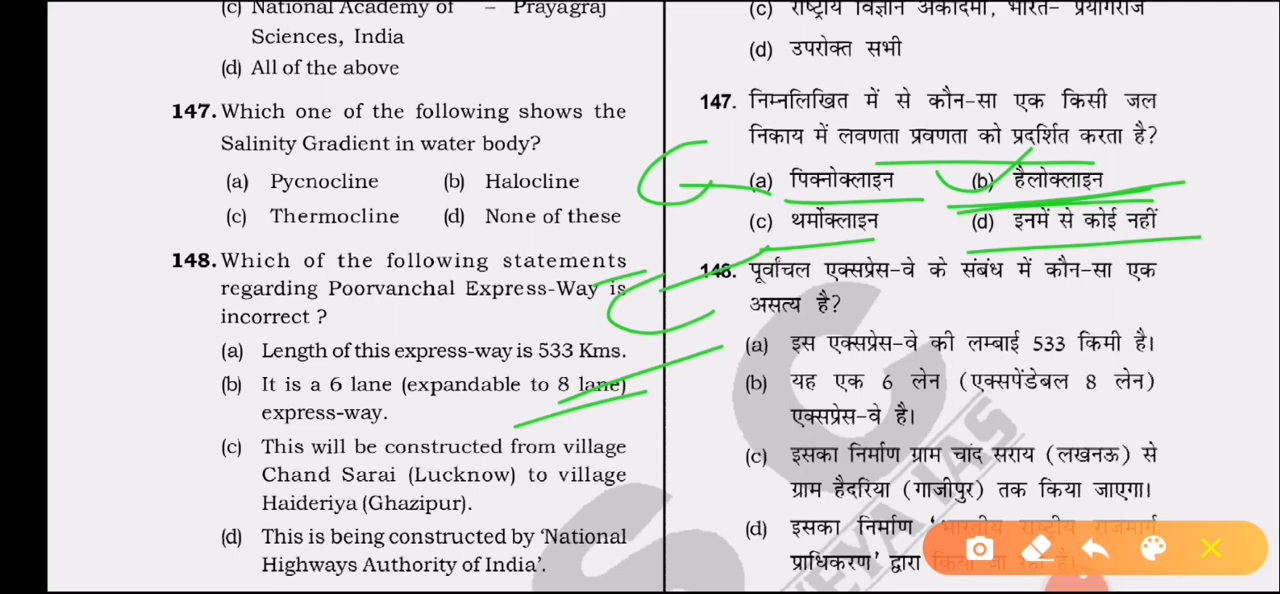 (c) National Academy of – Prayagraj
Sciences, India
(d) All of the above
147. Which one of the following shows the
Salinity Gradient in water body?
(a) Pycnocline (b) Halocline
(c) Thermocline (d) None of these
148. Which of the following statements
regarding Poorvanchal Express-Way is
incorrect ?
(a) Length of this express-way is 533 Kms.
(b) It is a 6 lane (expandable to 8 lane)
express-way.
(c) This will be constructed from village
Chand Sarai (Lucknow) to village
Haideriya (Ghazipur).
(d) This is being constructed by ‘National
Highways Authority of India’.
(c) राष्ट्रीय विज्ञान अकादमी, भारत– प्रयागराज
(d) उपरोक्त सभी
147. निम्नलिखित में से कौन-सा एक किसी जल
निकाय में लवणता प्रवणता को प्रदर्शित करता है?
(a) पिक्नोक्लाइन (b) हैलोक्लाइन
(c) थर्मोक्लाइन (d) इनमें से कोई नहीं
148. पूर्वांचल एक्सप्रेस-वे के संबंध में कौन-सा एक
असत्य है?
(a) इस एक्सप्रेस-वे की लम्बाई 533 किमी है।
(b) यह एक 6 लेन (एक्सपेंडेबल 8 लेन)
एक्सप्रेस-वे है।
(c) इसका निर्माण ग्राम चांद सराय (लखनऊ) से
ग्राम हैदरिया (गाजीपुर) तक किया जाएगा।
(d) इसका निर्माण ‘भारतीय राष्ट्रीय राजमार्ग
प्राधिकरण’ द्वारा किया जा रहा है।